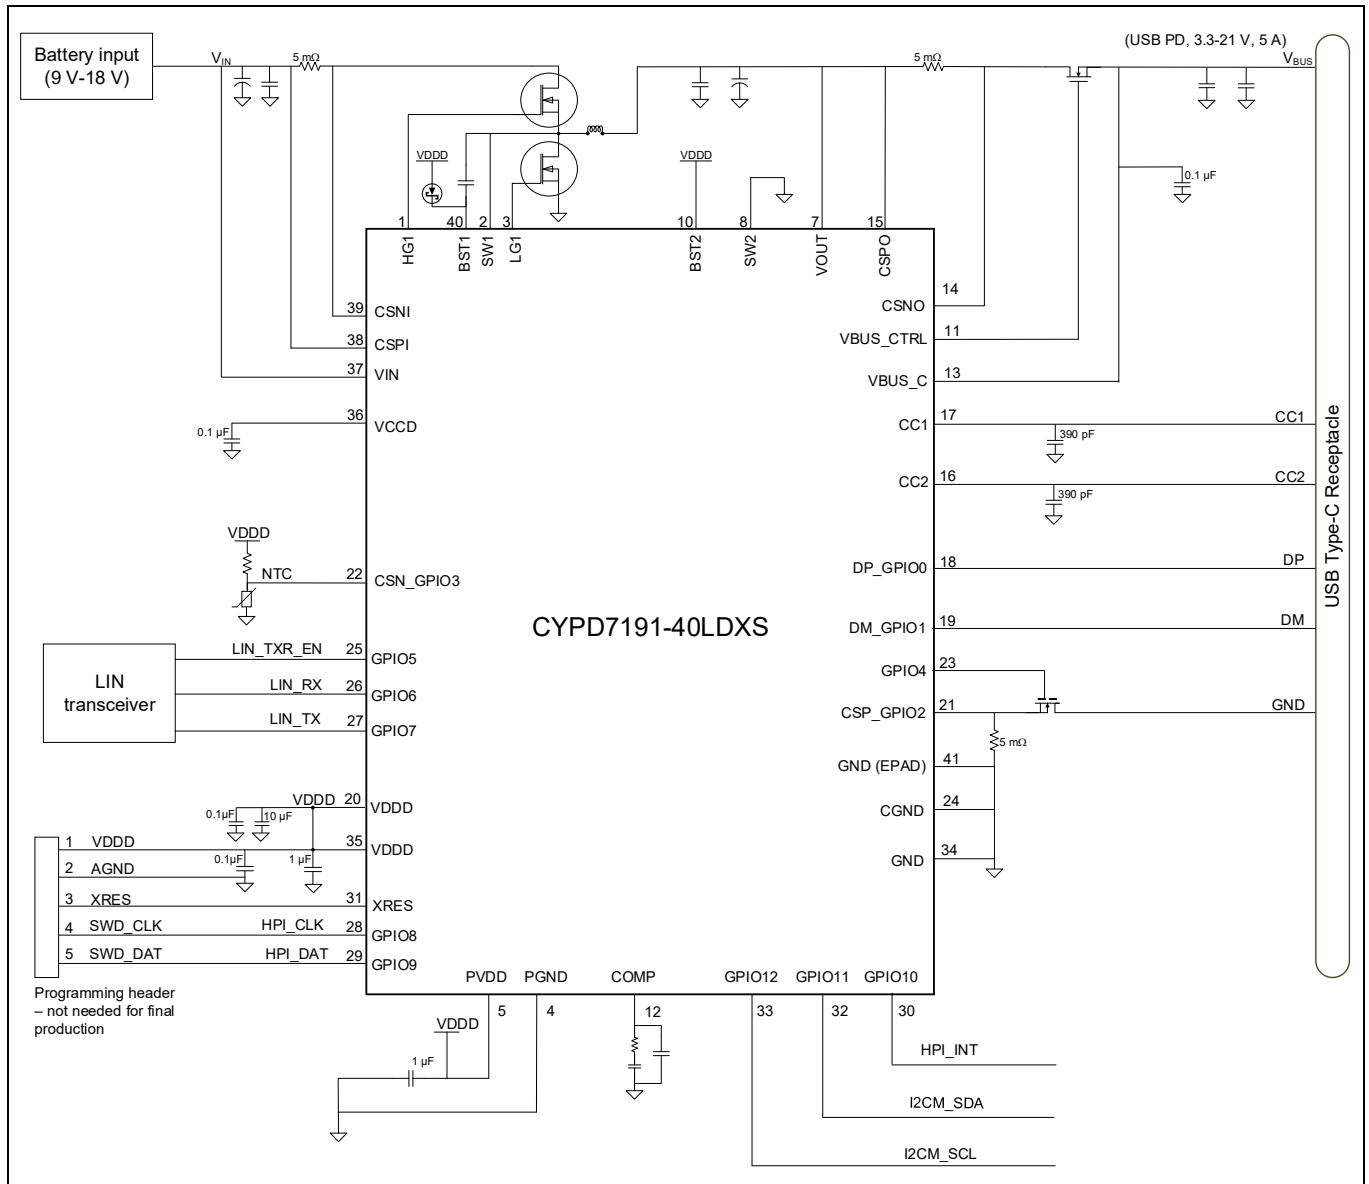 Battery input
(9 V-18 V)
VIN
5 mΩ
5 mΩ
(USB PD, 3.3-21 V, 5 A)
VBUS
VDDD
VDDD
0.1 µF
1
40
2
3
10
8
7
15
HG1
BST1
SW1
LG1
BST2
SW2
VOUT
CSPO
39 CSNI
38 CSPI
37 VIN
36 VCCD
0.1 µF
VDDD
NTC
22 CSN_GPIO3
LIN
transceiver
LIN_TXR_EN 25 GPIO5
LIN_RX 26 GPIO6
LIN_TX 27 GPIO7
VDDD 20 VDDD
0.1µF
10 µF
35 VDDD
0.1µF
1 µF
31 XRES
HPI_CLK 28 GPIO8
HPI_DAT 29 GPIO9
1 VDDD
2 AGND
3 XRES
4 SWD_CLK
5 SWD_DAT
Programming header
– not needed for final
production
CYPD7191-40LDXS
CSNO 14
VBUS_CTRL 11
VBUS_C 13
CC1 17 CC1
390 pF
CC2 16 CC2
390 pF
DP_GPIO0 18 DP
DM_GPIO1 19 DM
GPIO4 23
CSP_GPIO2 21 GND
5 mΩ
GND (EPAD) 41
CGND 24
GND 34
USB Type-C Receptacle
PVDD
PGND
COMP
GPIO12
GPIO11
GPIO10
5
4
12
33
32
30
VDDD
1 µF
HPI_INT
I2CM_SDA
I2CM_SCL